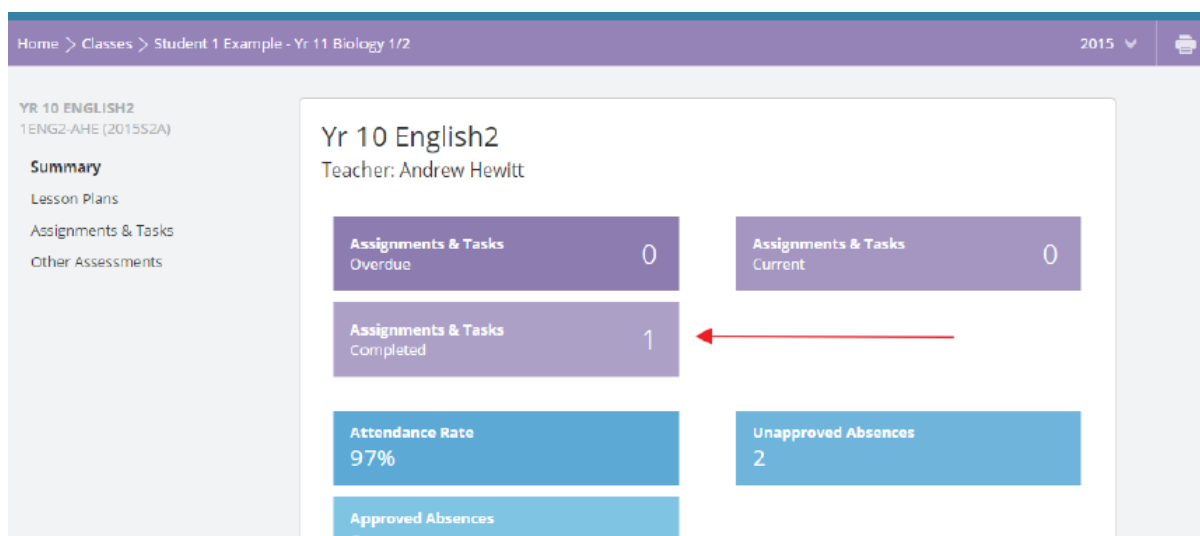 Home > Classes > Student 1 Example - Yr 11 Biology 1/2
2015
YR 10 ENGLISH2
1ENG2-AHE (2015S2A)
Summary
Lesson Plans
Assignments & Tasks
Other Assessments
Yr 10 English2
Teacher: Andrew Hewitt
Assignments & Tasks
Overdue
0
Assignments & Tasks
Current
0
Assignments & Tasks
Completed
1
Attendance Rate
97%
Unapproved Absences
2
Approved Absences